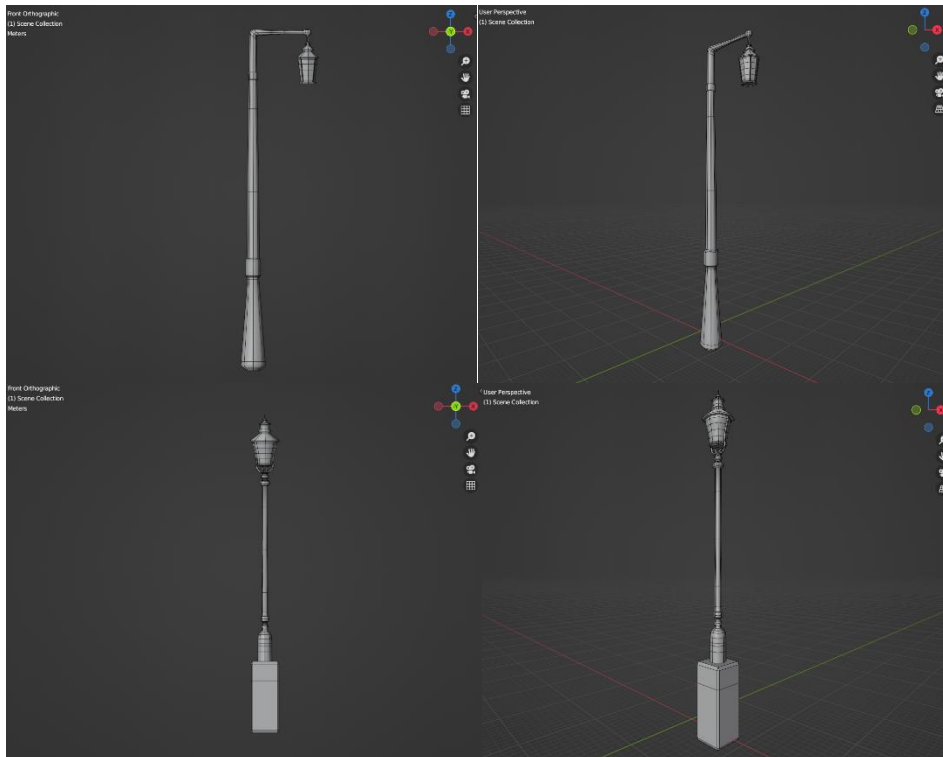 Front Orthographic
(1) Scene Collection
Meters
User Perspective
(1) Scene Collection
Front Orthographic
(1) Scene Collection
Meters
User Perspective
(1) Scene Collection